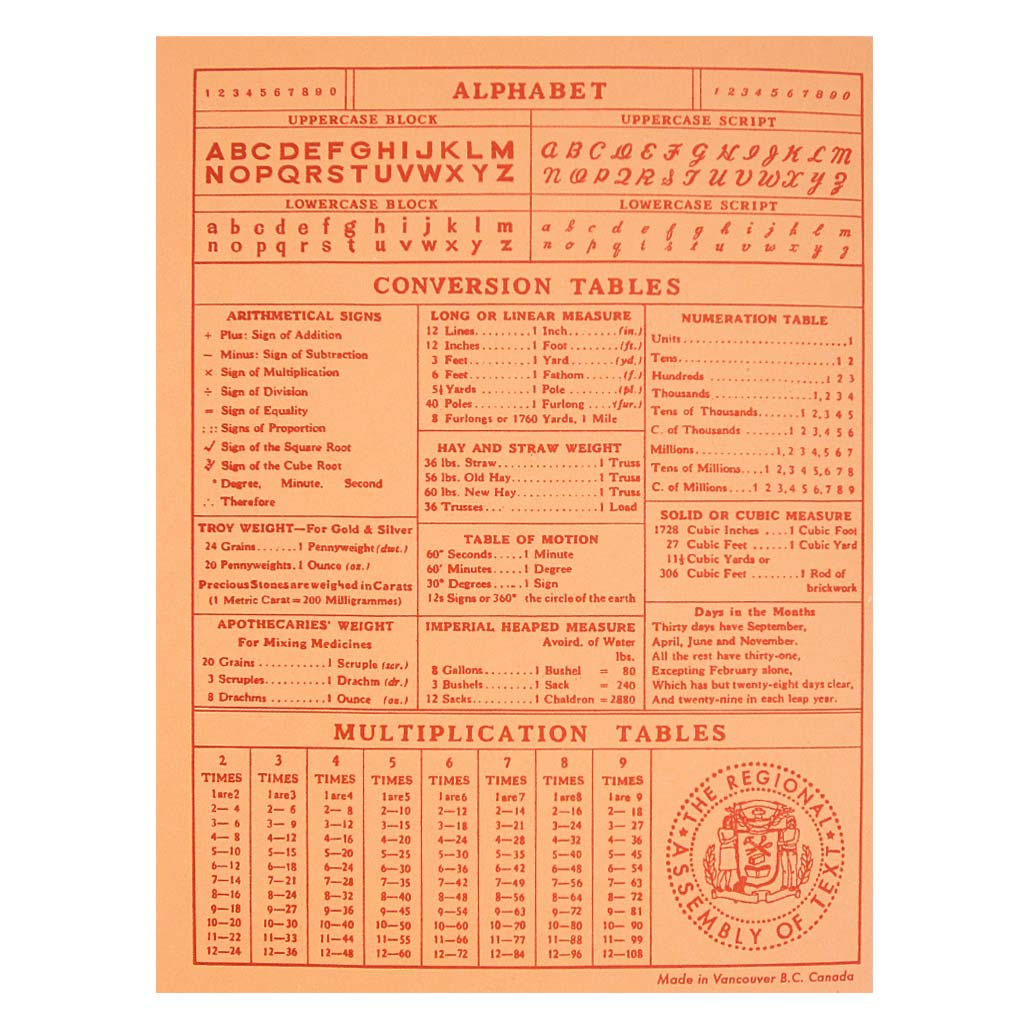 1 2 3 4 5 6 7 8 9 0
ALPHABET
1 2 3 4 5 6 7 8 9 0
UPPERCASE BLOCK
A B C D E F G H I J K L M
N O P Q R S T U V W X Y Z
UPPERCASE SCRIPT
A B C D E F G H I J K L M
N O P Q R S T U V W X Y Z
LOWERCASE BLOCK
a b c d e f g h i j k l m
n o p q r s t u v w x y z
LOWERCASE SCRIPT
a b c d e f g h i j k l m
n o p q r s t u v w x y z
CONVERSION TABLES
ARITHMETICAL SIGNS
+ Plus: Sign of Addition
− Minus: Sign of Subtraction
× Sign of Multiplication
÷ Sign of Division
= Sign of Equality
: :: Signs of Proportion
√ Sign of the Square Root
∛ Sign of the Cube Root
° Degree, Minute, Second
∴ Therefore
TROY WEIGHT—For Gold & Silver
24 Grains.......1 Pennyweight (dwt.)
20 Pennyweights.1 Ounce (oz.)
Precious Stones are weighed in Carats
(1 Metric Carat=200 Milligrammes)
APOTHECARIES' WEIGHT
For Mixing Medicines
20 Grains ...........1 Scruple (scr.)
3 Scruples..........1 Drachm (dr.)
8 Drachms .........1 Ounce (oz.)
LONG OR LINEAR MEASURE
12 Lines.........1 Inch........(in.)
12 Inches ........1 Foot .......(ft.)
3 Feet...........1 Yard .......(yd.)
6 Feet...........1 Fathom ......(f.)
5½ Yards ........1 Pole .......(pl.)
40 Poles..........1 Furlong ....(fur.)
8 Furlongs or 1760 Yards, 1 Mile
HAY AND STRAW WEIGHT
36 lbs. Straw...............1 Truss
56 lbs. Old Hay.............1 Truss
60 lbs. New Hay............1 Truss
36 Trusses..................1 Load
TABLE OF MOTION
60" Seconds.....1 Minute
60' Minutes.....1 Degree
30° Degrees.....1 Sign
12s Signs or 360° the circle of the earth
IMPERIAL HEAPED MEASURE
Avoird. of Water
lbs.
8 Gallons........1 Bushel = 80
3 Bushels........1 Sack = 240
12 Sacks..........1 Chaldron =2880
NUMERATION TABLE
Units.............................1
Tens...........................1 2
Hundreds ....................1 2 3
Thousands .................1, 2 3 4
Tens of Thousands.......1 2, 3 4 5
C. of Thousands .......1 2 3, 4 5 6
Millions..............1, 2 3 4, 5 6 7
Tens of Millions....1 2, 3 4 5, 6 7 8
C. of Millions....1 2 3, 4 5 6, 7 8 9
SOLID OR CUBIC MEASURE
1728 Cubic Inches ....1 Cubic Foot
27 Cubic Feet ......1 Cubic Yard
11⅓ Cubic Yards or
306 Cubic Feet ........1 Rod of
brickwork
Days in the Months
Thirty days have September,
April, June and November.
All the rest have thirty-one,
Excepting February alone,
Which has but twenty-eight days clear,
And twenty-nine in each leap year.
MULTIPLICATION TABLES
2 3 4 5 6 7 8 9
TIMES TIMES TIMES TIMES TIMES TIMES TIMES TIMES
1are2 1are3 1are4 1are5 1are6 1are7 1are8 1are 9
2— 4 2— 6 2— 8 2—10 2—12 2—14 2—16 2— 18
3— 6 3— 9 3—12 3—15 3—18 3—21 3—24 3— 27
4— 8 4—12 4—16 4—20 4—24 4—28 4—32 4— 36
5—10 5—15 5—20 5—25 5—30 5—35 5—40 5— 45
6—12 6—18 6—24 6—30 6—36 6—42 6—48 6— 54
7—14 7—21 7—28 7—35 7—42 7—49 7—56 7— 63
8—16 8—24 8—32 8—40 8—48 8—56 8—64 8— 72
9—18 9—27 9—36 9—45 9—54 9—63 9—72 9— 81
10—20 10—30 10—40 10—50 10—60 10—70 10—80 10— 90
11—22 11—33 11—44 11—55 11—66 11—77 11—88 11— 99
12—24 12—36 12—48 12—60 12—72 12—84 12—96 12—108
THE REGIONAL
ASSEMBLY OF TEXT
Made in Vancouver B.C. Canada